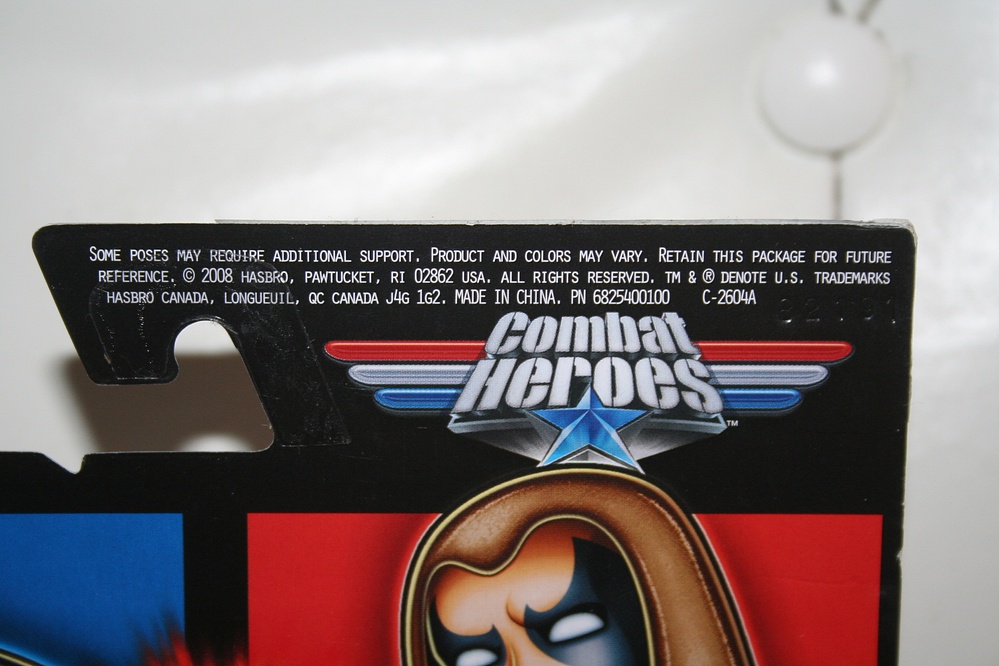 SOME POSES MAY REQUIRE ADDITIONAL SUPPORT. PRODUCT AND COLORS MAY VARY. RETAIN THIS PACKAGE FOR FUTURE
REFERENCE. © 2008 HASBRO, PAWTUCKET, RI 02862 USA. ALL RIGHTS RESERVED. TM & ® DENOTE U.S. TRADEMARKS
HASBRO CANADA, LONGUEUIL, QC CANADA J4G 1G2. MADE IN CHINA. PN 6825400100 C-2604A
Combat
Heroes
™